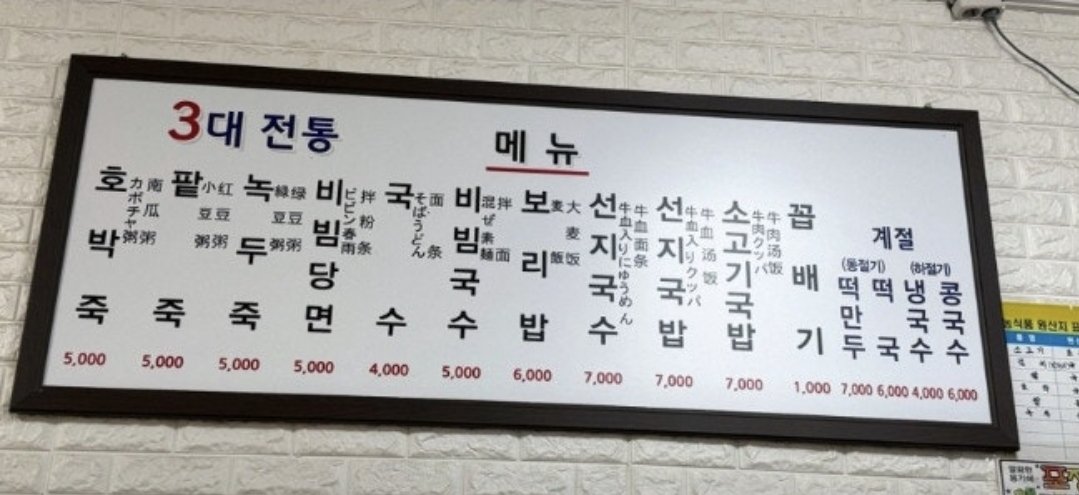 3대 전통
메뉴
호박죽
カボチャ粥
南瓜粥
5,000
팥죽
小豆粥
红豆粥
5,000
녹두죽
緑豆粥
绿豆粥
5,000
비빔당면
ビビン春雨
拌粉条
5,000
국수
そばうどん
面条
4,000
비빔국수
混ぜ素麺
拌面
5,000
보리밥
麦飯
大麦饭
6,000
선지국수
牛血入りにゅうめん
牛血面条
7,000
선지국밥
牛血入りクッパ
牛血汤饭
7,000
소고기국밥
牛肉クッパ
牛肉汤饭
7,000
꼽배기
1,000
계절
(동절기)
떡만두
7,000
떡국
6,000
(하절기)
냉국수
4,000
콩국수
6,000
농식품 원산지 표